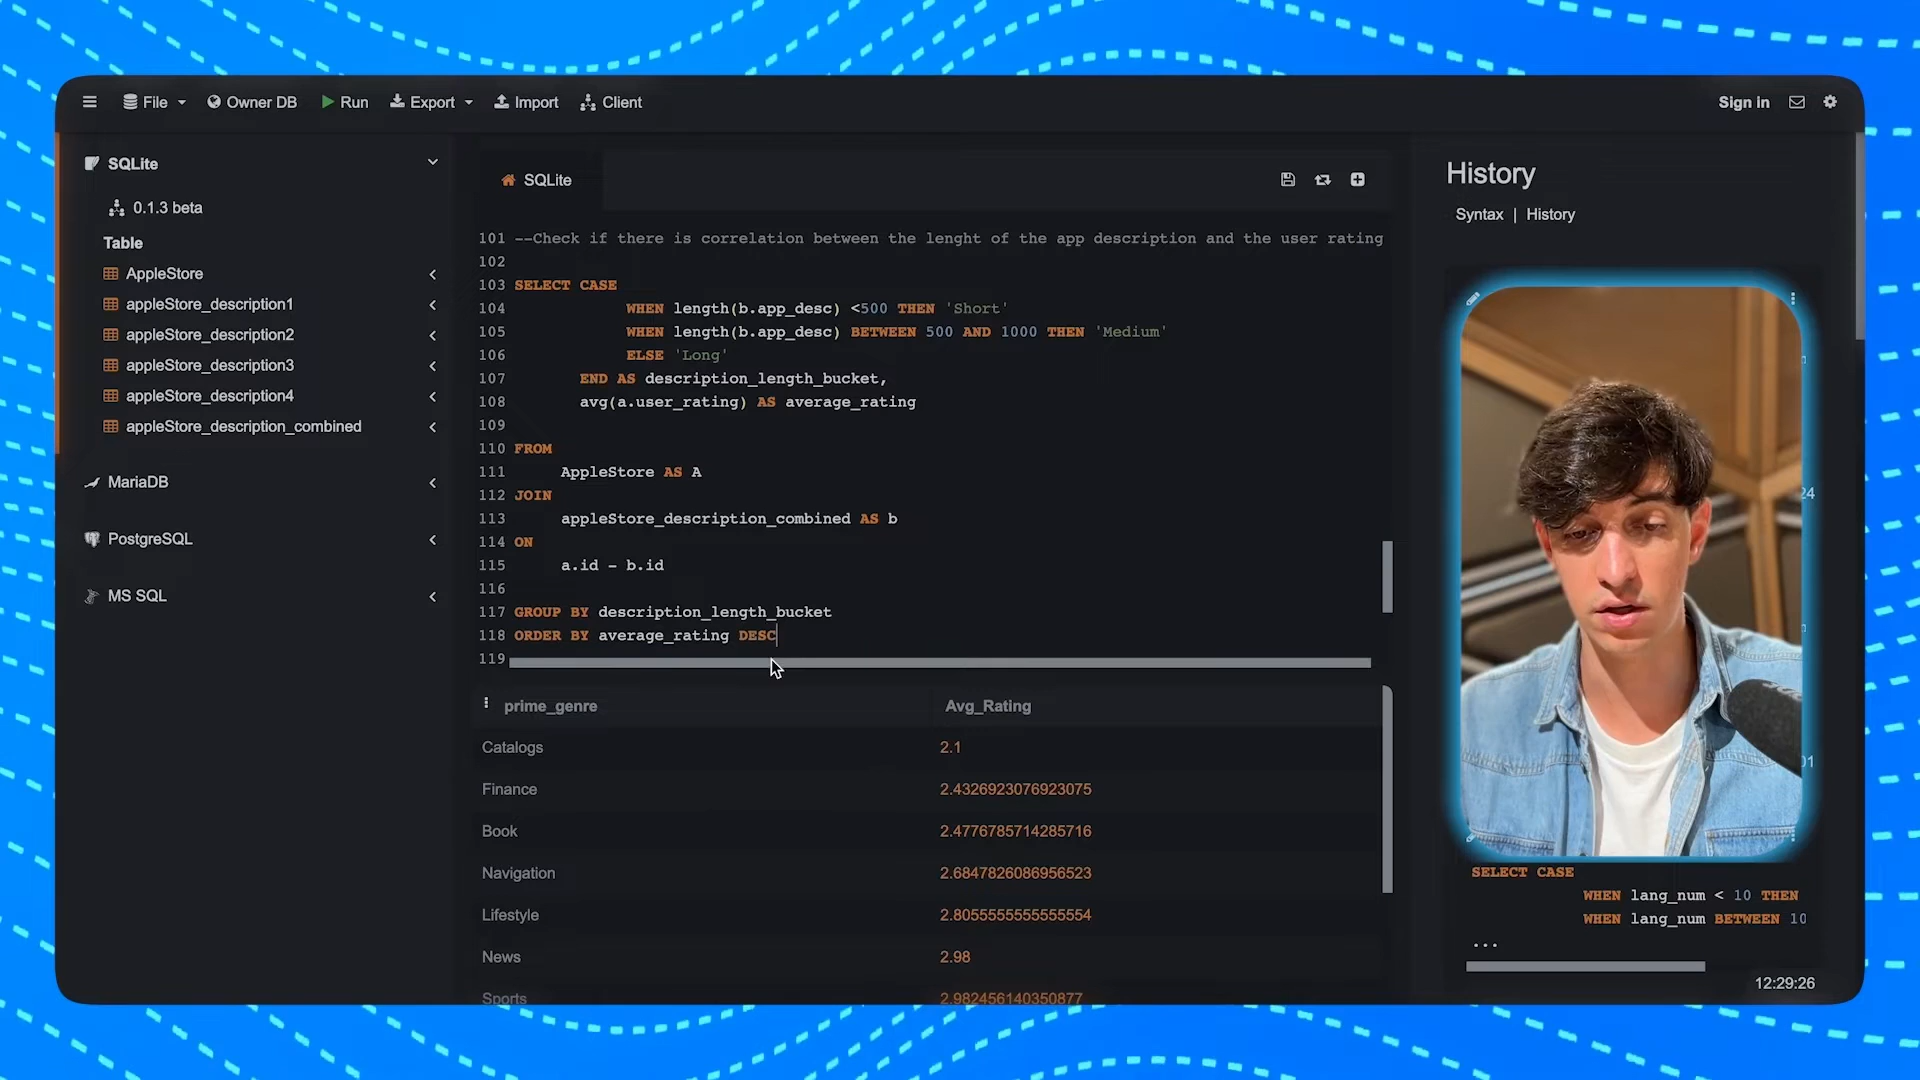 File
Owner DB
Run
Export
Import
Client
Sign in
SQLite
0.1.3 beta
Table
AppleStore
appleStore_description1
appleStore_description2
appleStore_description3
appleStore_description4
appleStore_description_combined
MariaDB
PostgreSQL
MS SQL
SQLite
101 --Check if there is correlation between the lenght of the app description and the user rating
102
103 SELECT CASE
104 WHEN length(b.app_desc) <500 THEN 'Short'
105 WHEN length(b.app_desc) BETWEEN 500 AND 1000 THEN 'Medium'
106 ELSE 'Long'
107 END AS description_length_bucket,
108 avg(a.user_rating) AS average_rating
109
110 FROM
111 AppleStore AS A
112 JOIN
113 appleStore_description_combined AS b
114 ON
115 a.id - b.id
116
117 GROUP BY description_length_bucket
118 ORDER BY average_rating DESC
119
prime_genre Avg_Rating
Catalogs 2.1
Finance 2.4326923076923075
Book 2.4776785714285716
Navigation 2.6847826086956523
Lifestyle 2.8055555555555554
News 2.98
Sports 2.982456140350877
History
Syntax | History
24
01
SELECT CASE
WHEN lang_num < 10 THEN
WHEN lang_num BETWEEN 10
...
12:29:26